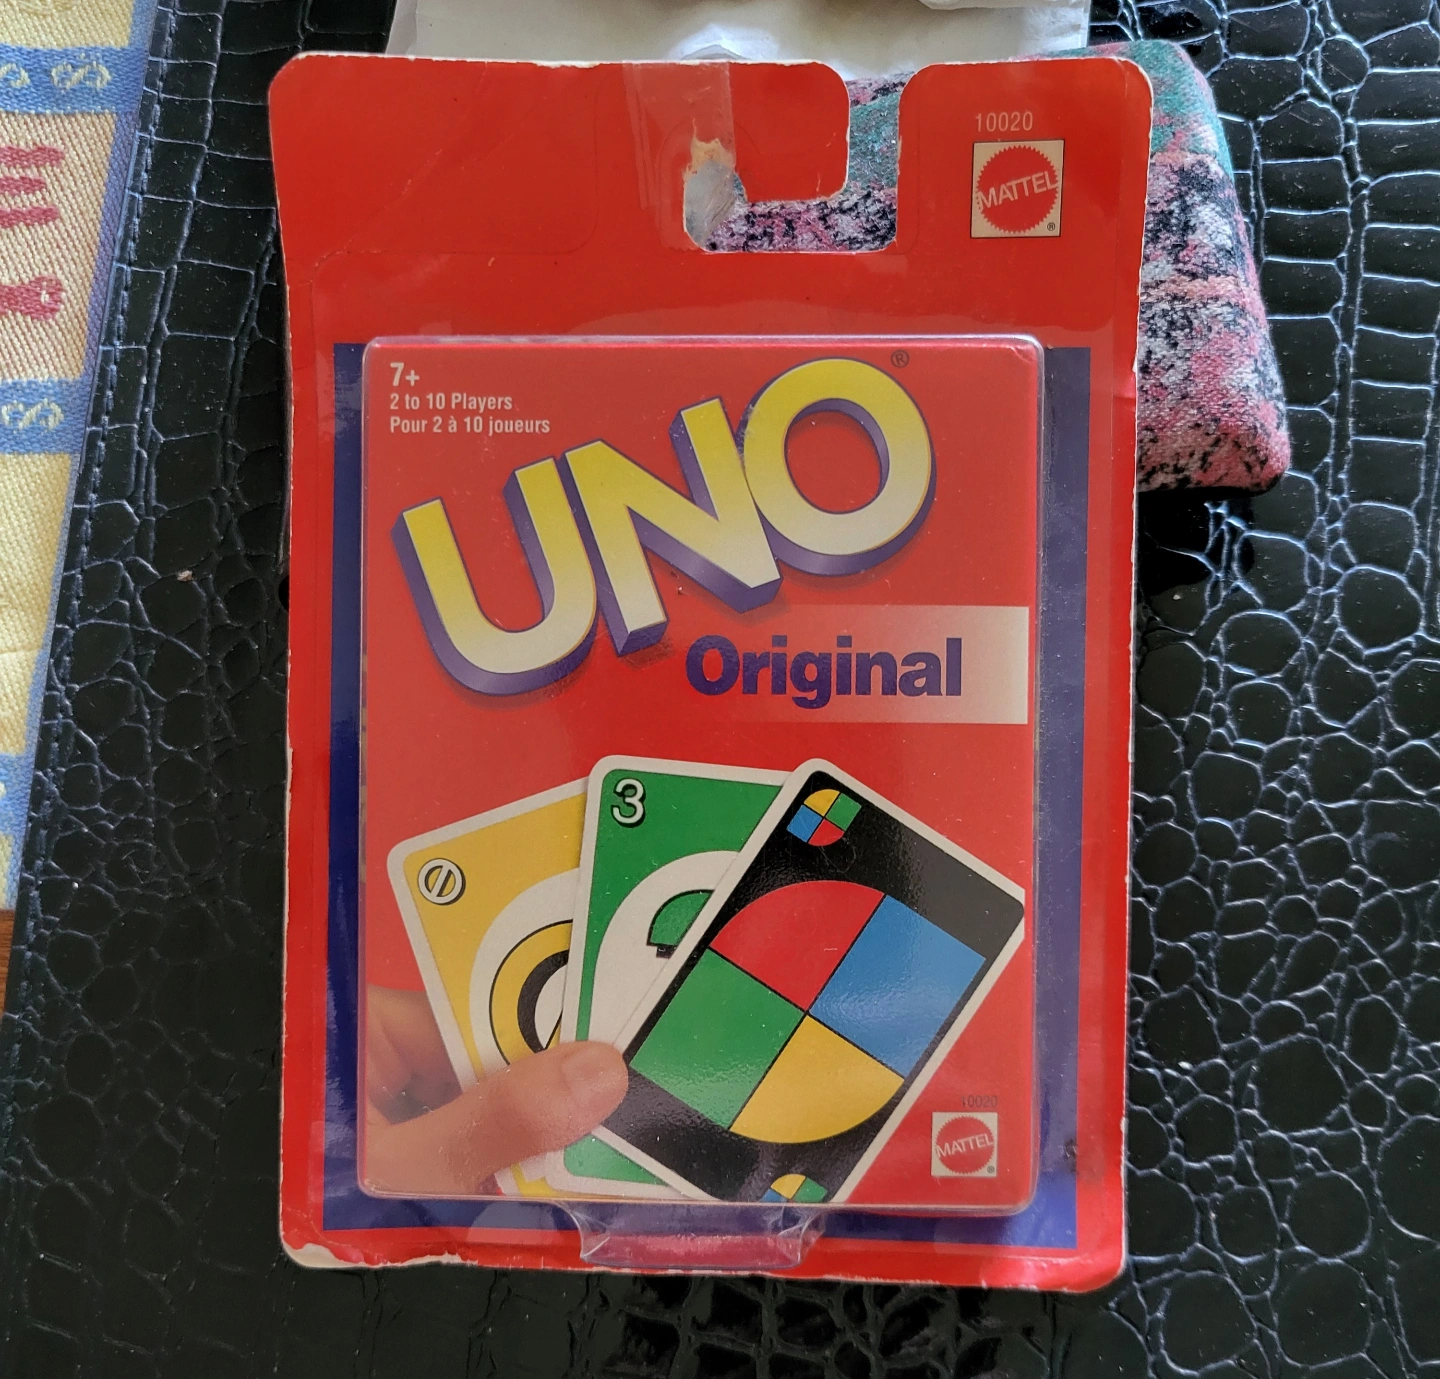 10020
MATTEL
®
7+
2 to 10 Players
Pour 2 à 10 joueurs
UNO®
Original
3
10020
MATTEL
®